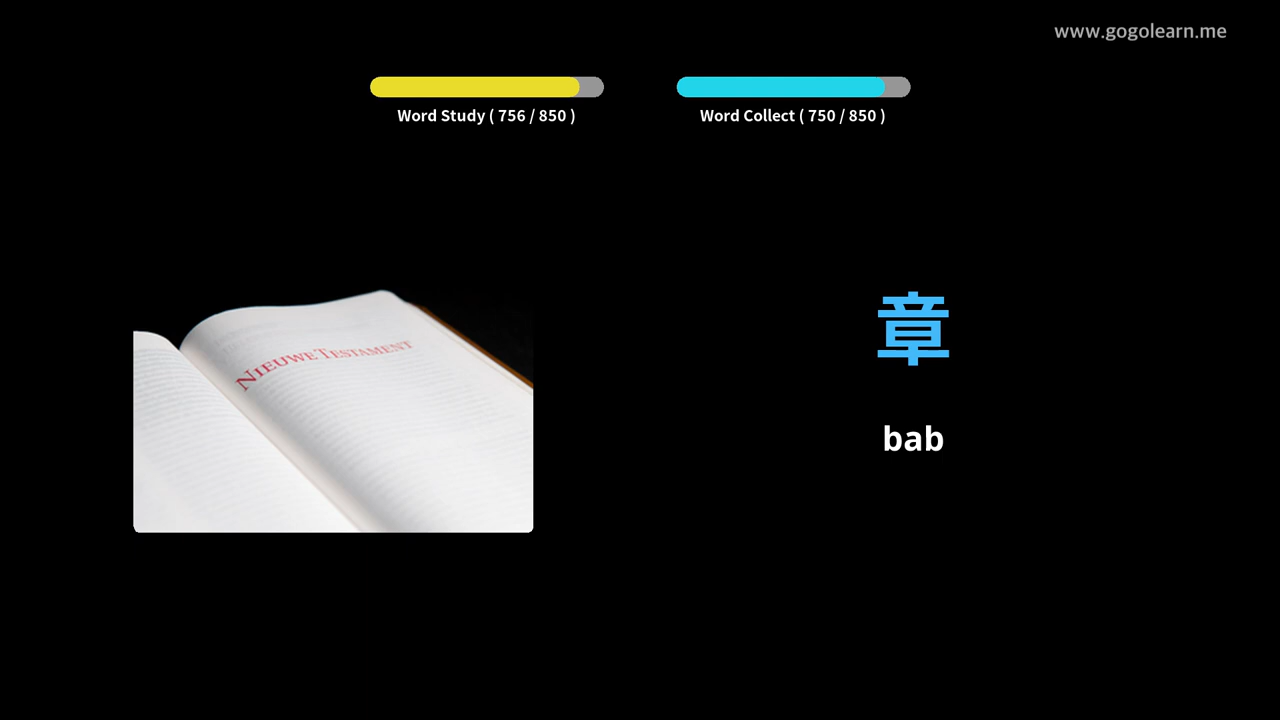 www.gogolearn.me
Word Study ( 756 / 850 )
Word Collect ( 750 / 850 )
NIEUWE TESTAMENT
章
bab